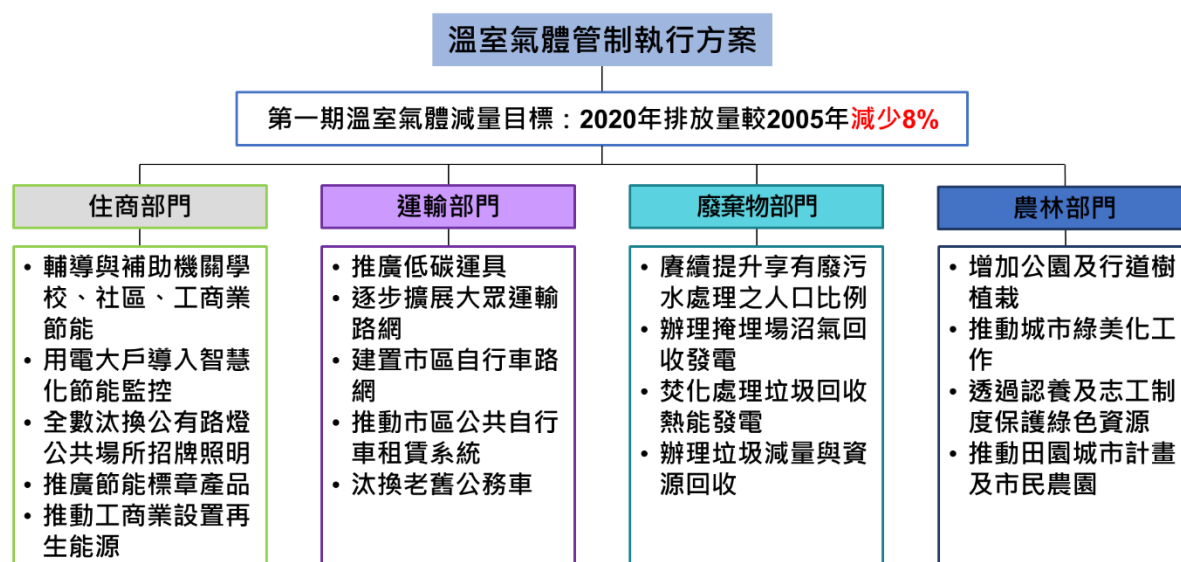 溫室氣體管制執行方案
第一期溫室氣體減量目標：2020年排放量較2005年減少8%
住商部門
• 輔導與補助機關學
校、社區、工商業
節能
• 用電大戶導入智慧
化節能監控
• 全數汰換公有路燈
公共場所招牌照明
• 推廣節能標章產品
• 推動工商業設置再
生能源
運輸部門
• 推廣低碳運具
• 逐步擴展大眾運輸
路網
• 建置市區自行車路
網
• 推動市區公共自行
車租賃系統
• 汰換老舊公務車
廢棄物部門
• 賡續提升享有廢污
水處理之人口比例
• 辦理掩埋場沼氣回
收發電
• 焚化處理垃圾回收
熱能發電
• 辦理垃圾減量與資
源回收
農林部門
• 增加公園及行道樹
植栽
• 推動城市綠美化工
作
• 透過認養及志工制
度保護綠色資源
• 推動田園城市計畫
及市民農園